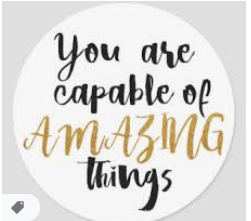 You are
capable of
AMAZING
things